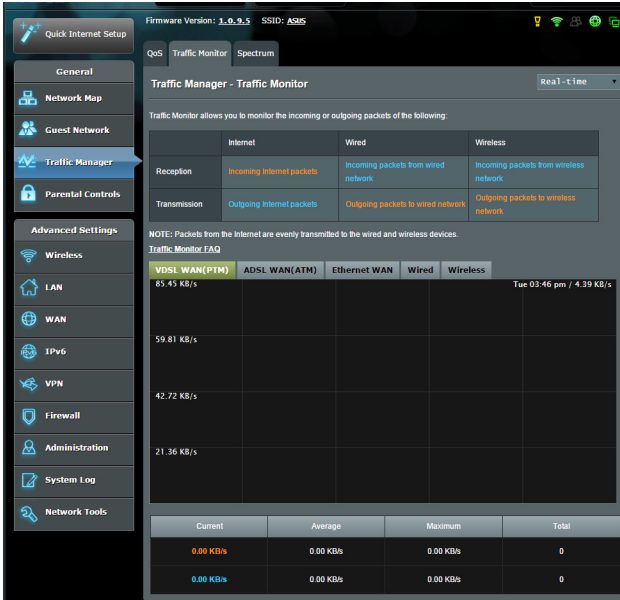 Quick Internet Setup
General
Network Map
Guest Network
Traffic Manager
Parental Controls
Advanced Settings
Wireless
LAN
WAN
IPv6
VPN
Firewall
Administration
System Log
Network Tools
Firmware Version: 1.0.9.5 SSID: ASUS
QoS Traffic Monitor Spectrum
Traffic Manager - Traffic Monitor Real-time
Traffic Monitor allows you to monitor the incoming or outgoing packets of the following:
Internet Wired Wireless
Reception Incoming Internet packets Incoming packets from wired network Incoming packets from wireless network
Transmission Outgoing Internet packets Outgoing packets to wired network Outgoing packets to wireless network
NOTE: Packets from the Internet are evenly transmitted to the wired and wireless devices.
Traffic Monitor FAQ
VDSL WAN(PTM) ADSL WAN(ATM) Ethernet WAN Wired Wireless
85.45 KB/s Tue 03:46 pm / 4.39 KB/s
59.81 KB/s
42.72 KB/s
21.36 KB/s
Current Average Maximum Total
0.00 KB/s 0.00 KB/s 0.00 KB/s 0
0.00 KB/s 0.00 KB/s 0.00 KB/s 0